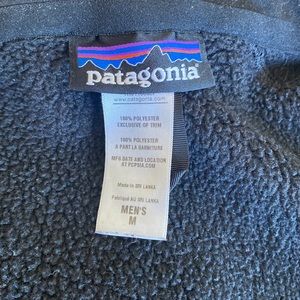 patagonia
www.patagonia.com
100% POLYESTER
EXCLUSIVE OF TRIM
100% POLYESTER
A PART LA GARNITURE
MFG DATE AND LOCATION
AT PCPSIA.COM
Made in SRI LANKA
Fabriqué AU SRI LANKA
MEN'S
M